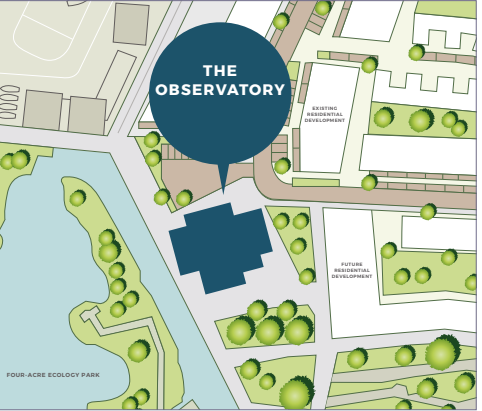 THE
OBSERVATORY
EXISTING
RESIDENTIAL
DEVELOPMENT
FUTURE
RESIDENTIAL
DEVELOPMENT
FOUR-ACRE ECOLOGY PARK